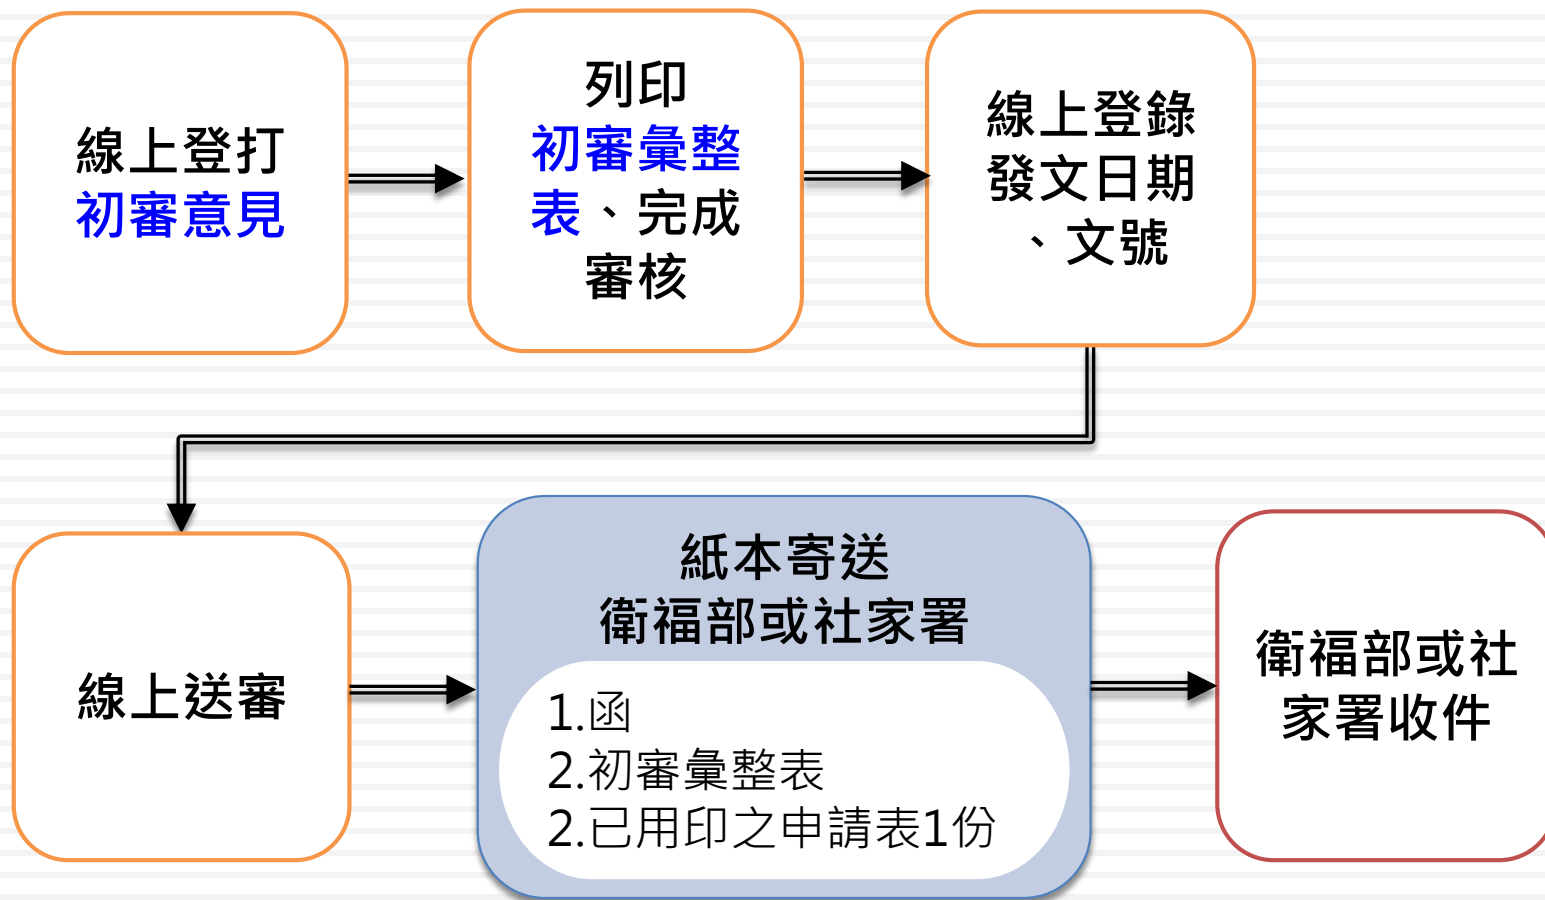 線上登打
初審意見
列印
初審彙整
表、完成
審核
線上登錄
發文日期
、文號
線上送審
紙本寄送
衛福部或社家署
1.函
2.初審彙整表
2.已用印之申請表1份
衛福部或社
家署收件